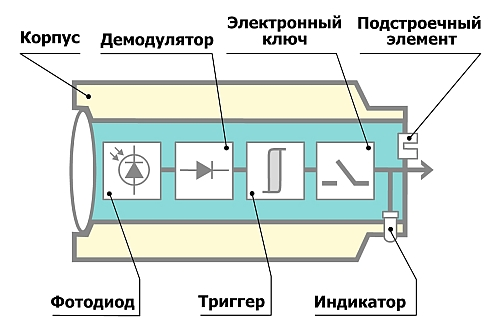 Корпус
Демодулятор
Электронный
ключ
Подстроечный
элемент
Фотодиод
Триггер
Индикатор